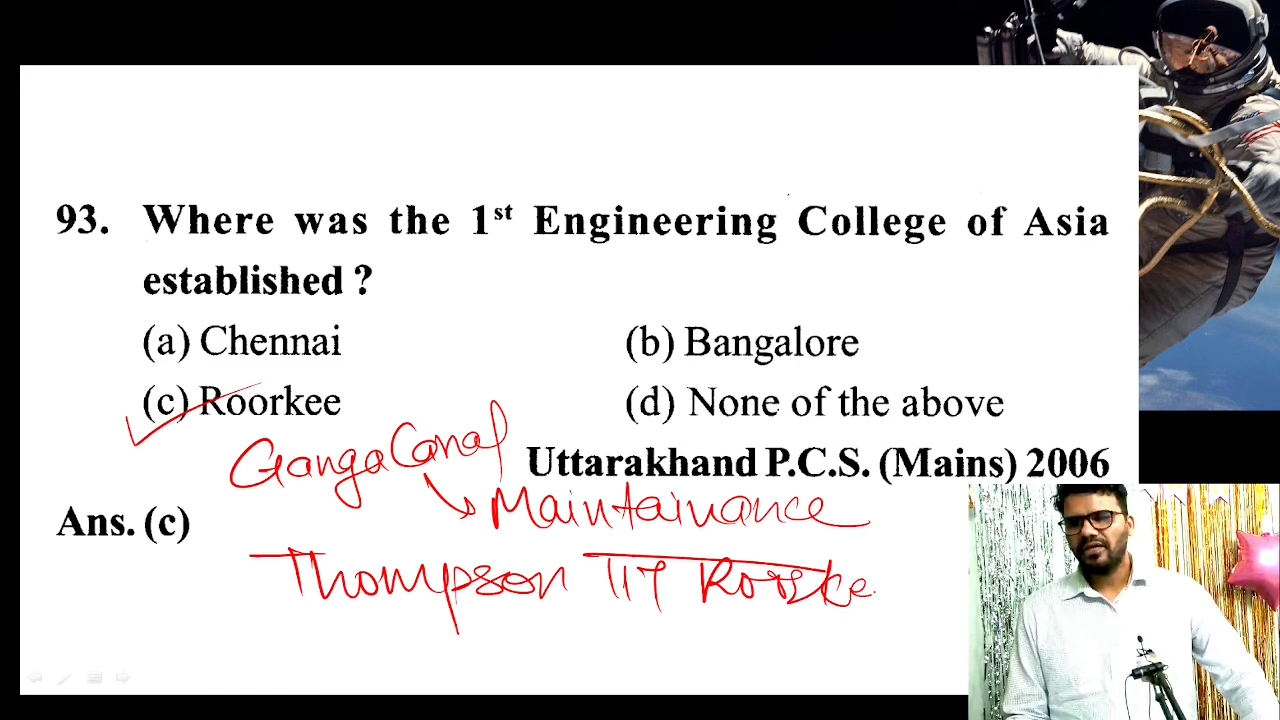 93. Where was the 1st Engineering College of Asia
established ?
(a) Chennai (b) Bangalore
(c) Roorkee (d) None of the above
Ganga Canal
Uttarakhand P.C.S. (Mains) 2006
Maintainance
Ans. (c)
Thompson IIT Roorke